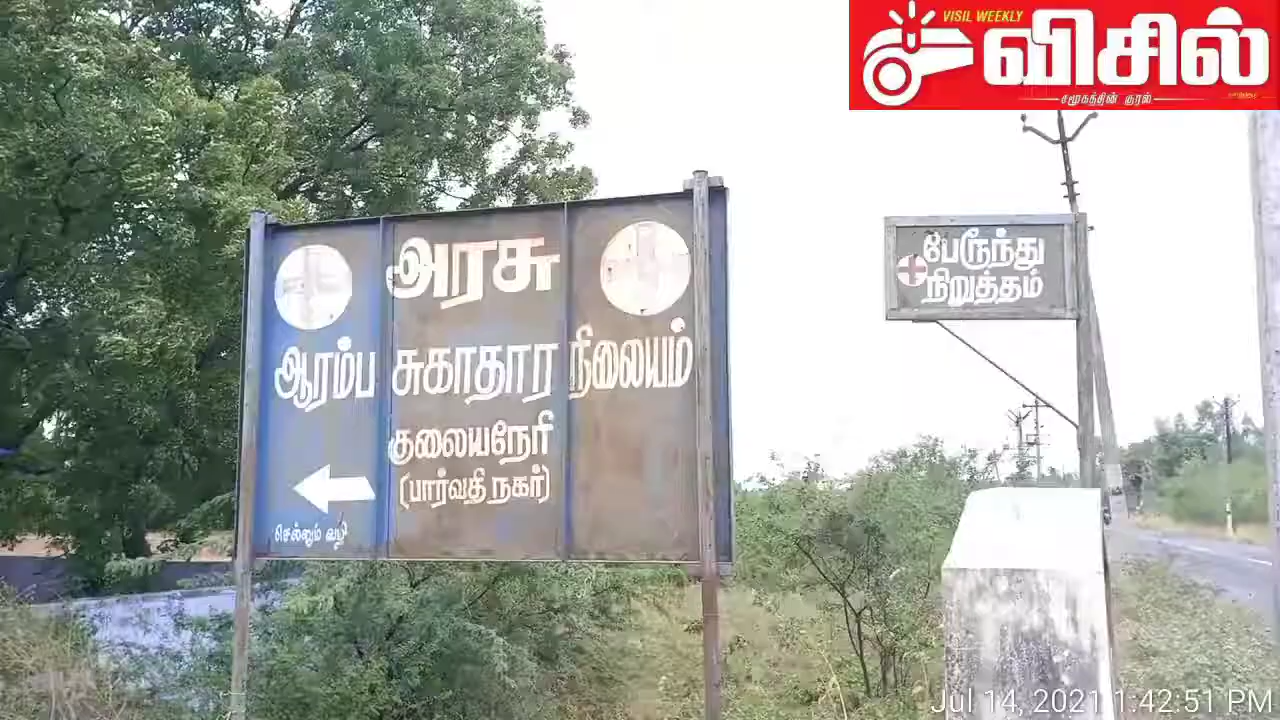 VISIL WEEKLY
விசில்
சமூகத்தின் குரல்
அரசு
ஆரம்ப சுகாதார நிலையம்
குலையநேரி
(பார்வதி நகர்)
செல்லும் வழி
பேரூந்து
நிறுத்தம்
Jul 14, 2021 1:42:51 PM